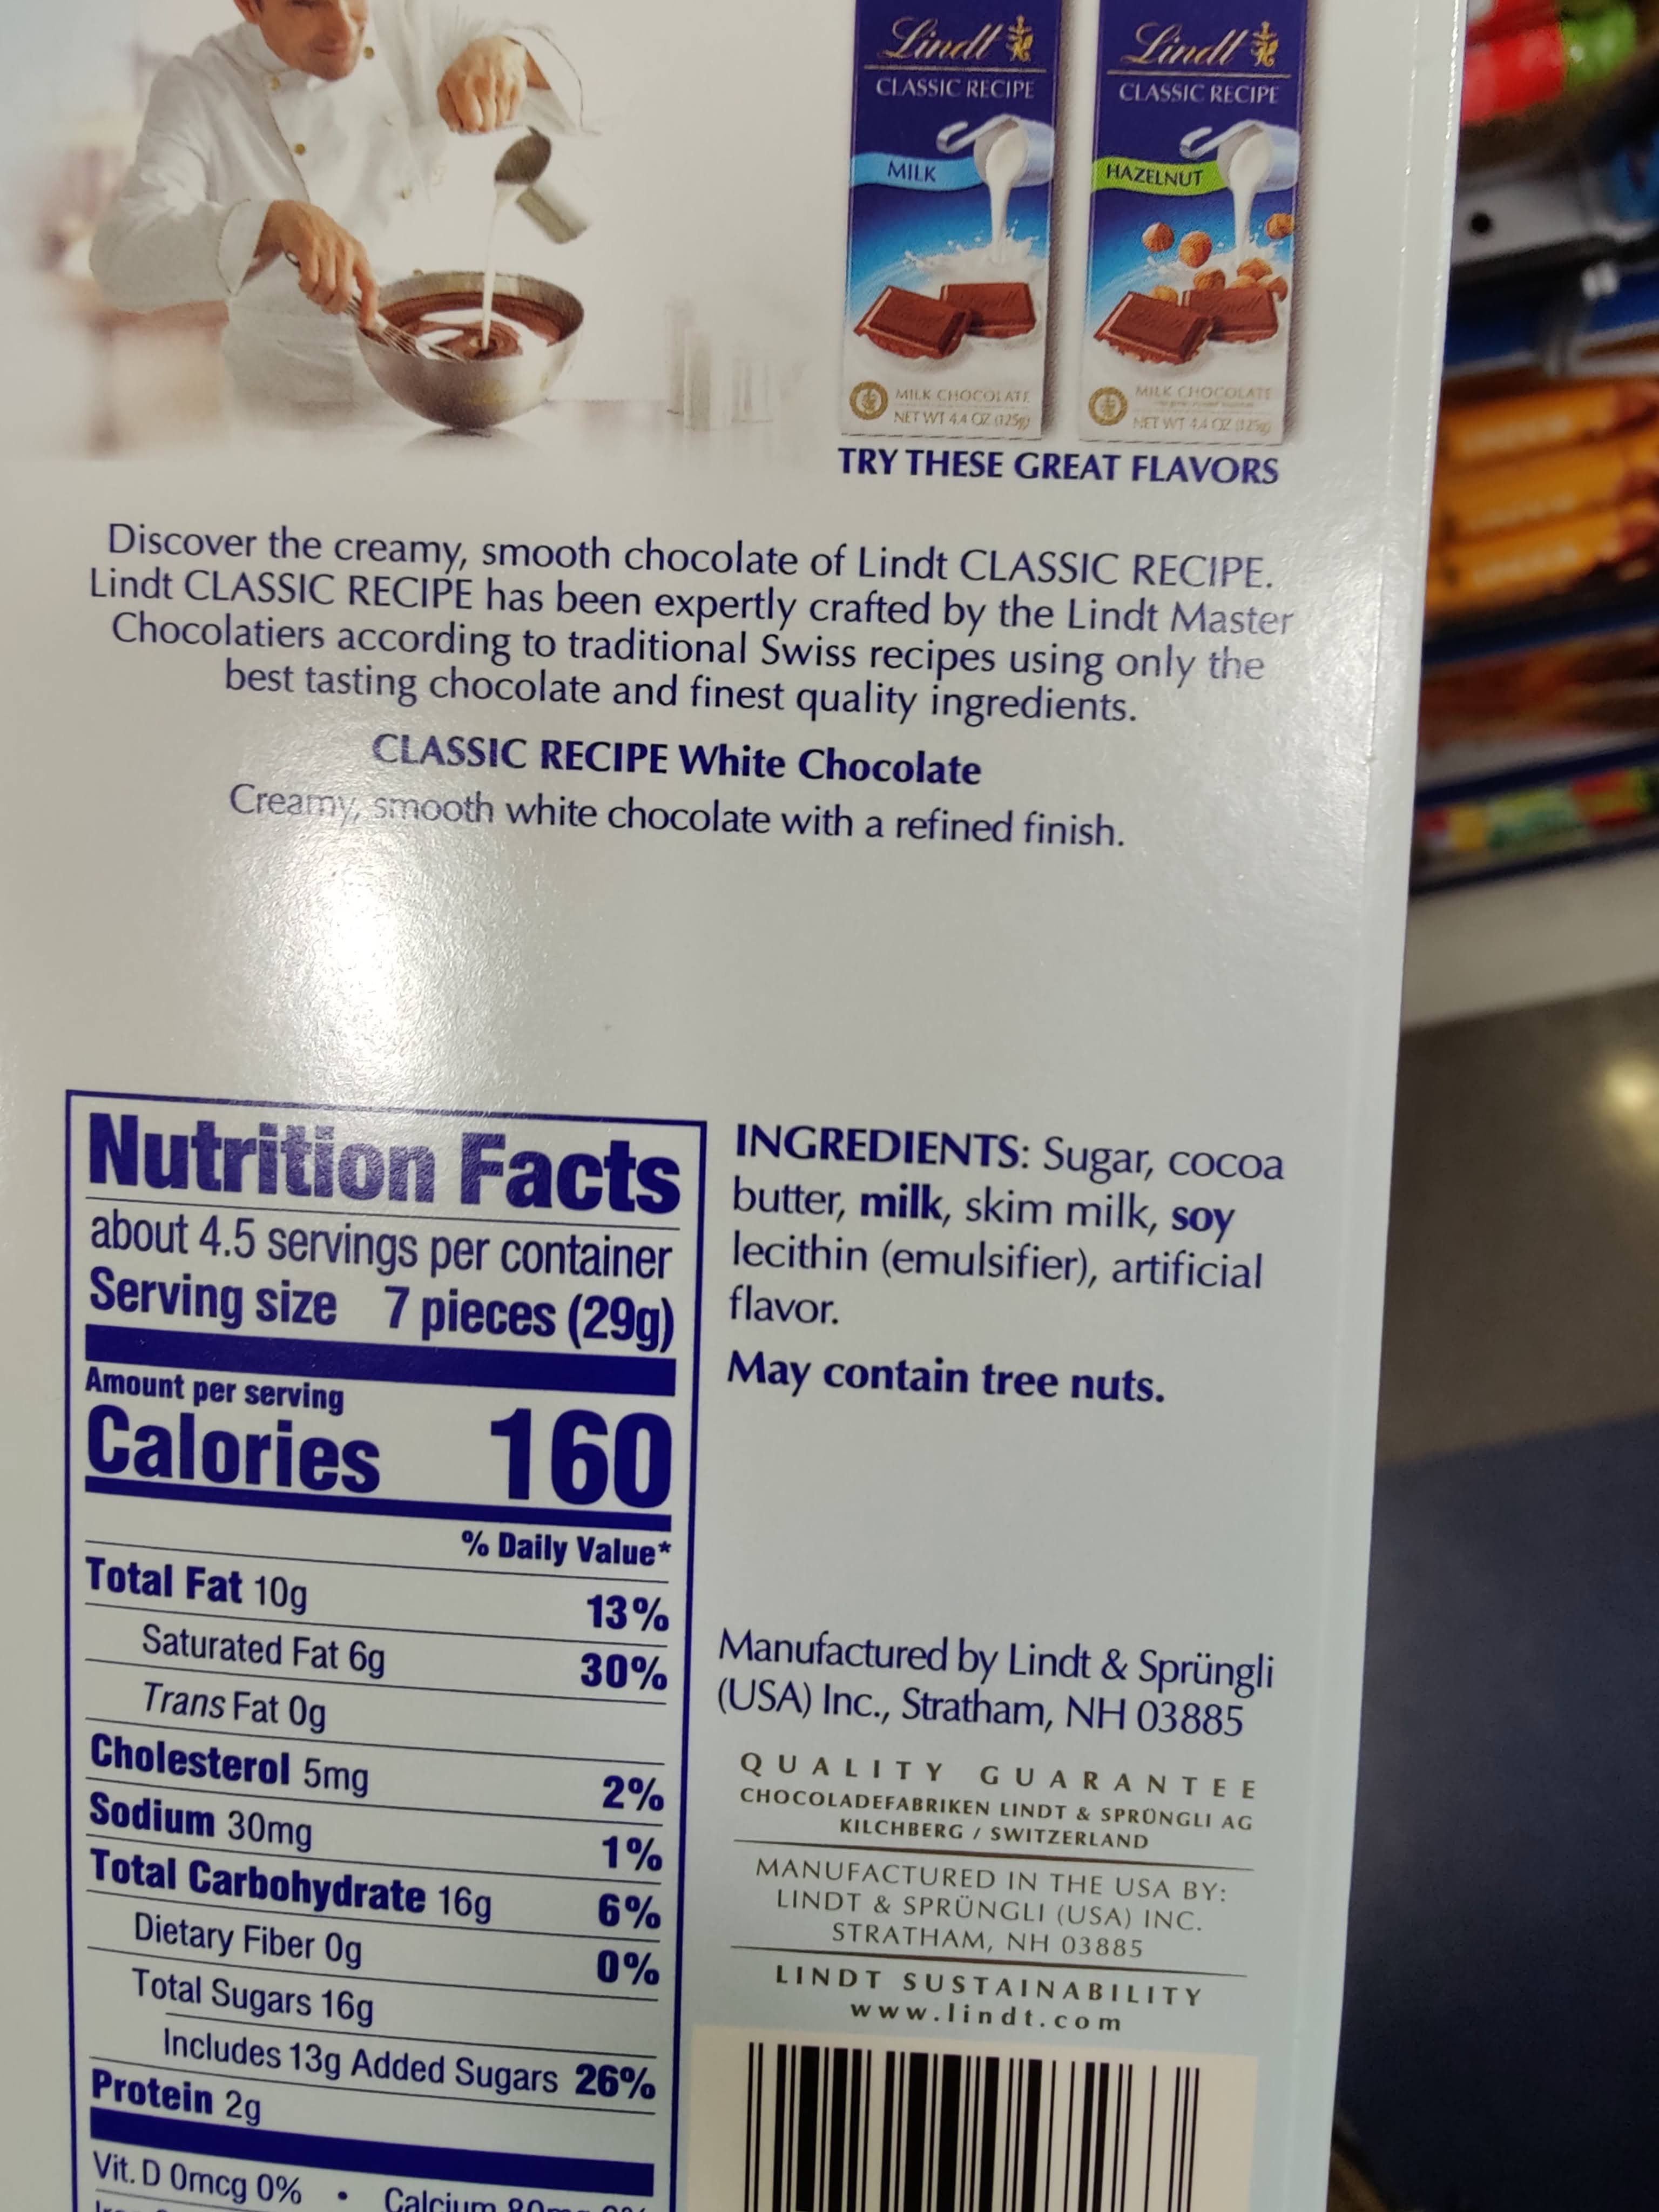 Lindt
CLASSIC RECIPE
MILK
MILK CHOCOLATE
NET WT 4.4 OZ (125g)
Lindt
CLASSIC RECIPE
HAZELNUT
MILK CHOCOLATE
NET WT 4.4 OZ (125g)
TRY THESE GREAT FLAVORS
Discover the creamy, smooth chocolate of Lindt CLASSIC RECIPE.
Lindt CLASSIC RECIPE has been expertly crafted by the Lindt Master
Chocolatiers according to traditional Swiss recipes using only the
best tasting chocolate and finest quality ingredients.
CLASSIC RECIPE White Chocolate
Creamy, smooth white chocolate with a refined finish.
Nutrition Facts
about 4.5 servings per container
Serving size 7 pieces (29g)
Amount per serving
Calories 160
% Daily Value*
Total Fat 10g 13%
Saturated Fat 6g 30%
Trans Fat 0g
Cholesterol 5mg 2%
Sodium 30mg 1%
Total Carbohydrate 16g 6%
Dietary Fiber 0g 0%
Total Sugars 16g
Includes 13g Added Sugars 26%
Protein 2g
Vit. D 0mcg 0% • Calcium
INGREDIENTS: Sugar, cocoa
butter, milk, skim milk, soy
lecithin (emulsifier), artificial
flavor.
May contain tree nuts.
Manufactured by Lindt & Sprüngli
(USA) Inc., Stratham, NH 03885
QUALITY GUARANTEE
CHOCOLADEFABRIKEN LINDT & SPRÜNGLI AG
KILCHBERG / SWITZERLAND
MANUFACTURED IN THE USA BY:
LINDT & SPRÜNGLI (USA) INC.
STRATHAM, NH 03885
LINDT SUSTAINABILITY
www.lindt.com